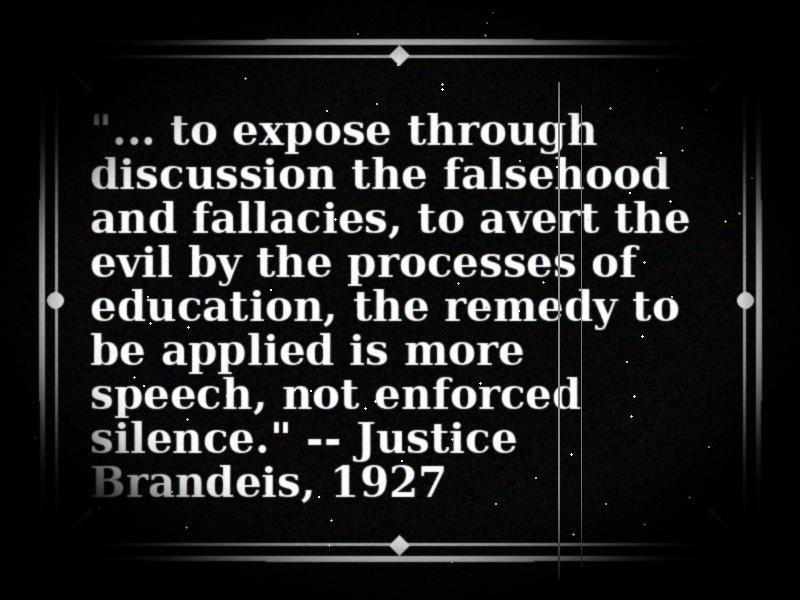 "... to expose through
discussion the falsehood
and fallacies, to avert the
evil by the processes of
education, the remedy to
be applied is more
speech, not enforced
silence." -- Justice
Brandeis, 1927